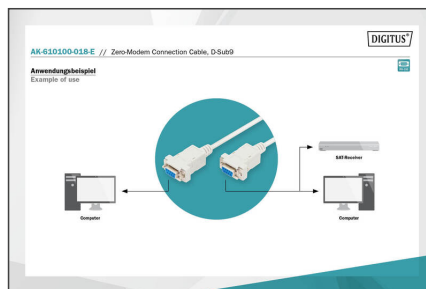 DIGITUS®
AK-610100-018-E // Zero-Modem Connection Cable, D-Sub9
Anwendungsbeispiel
Example of use
SAT-Receiver
Computer
Computer